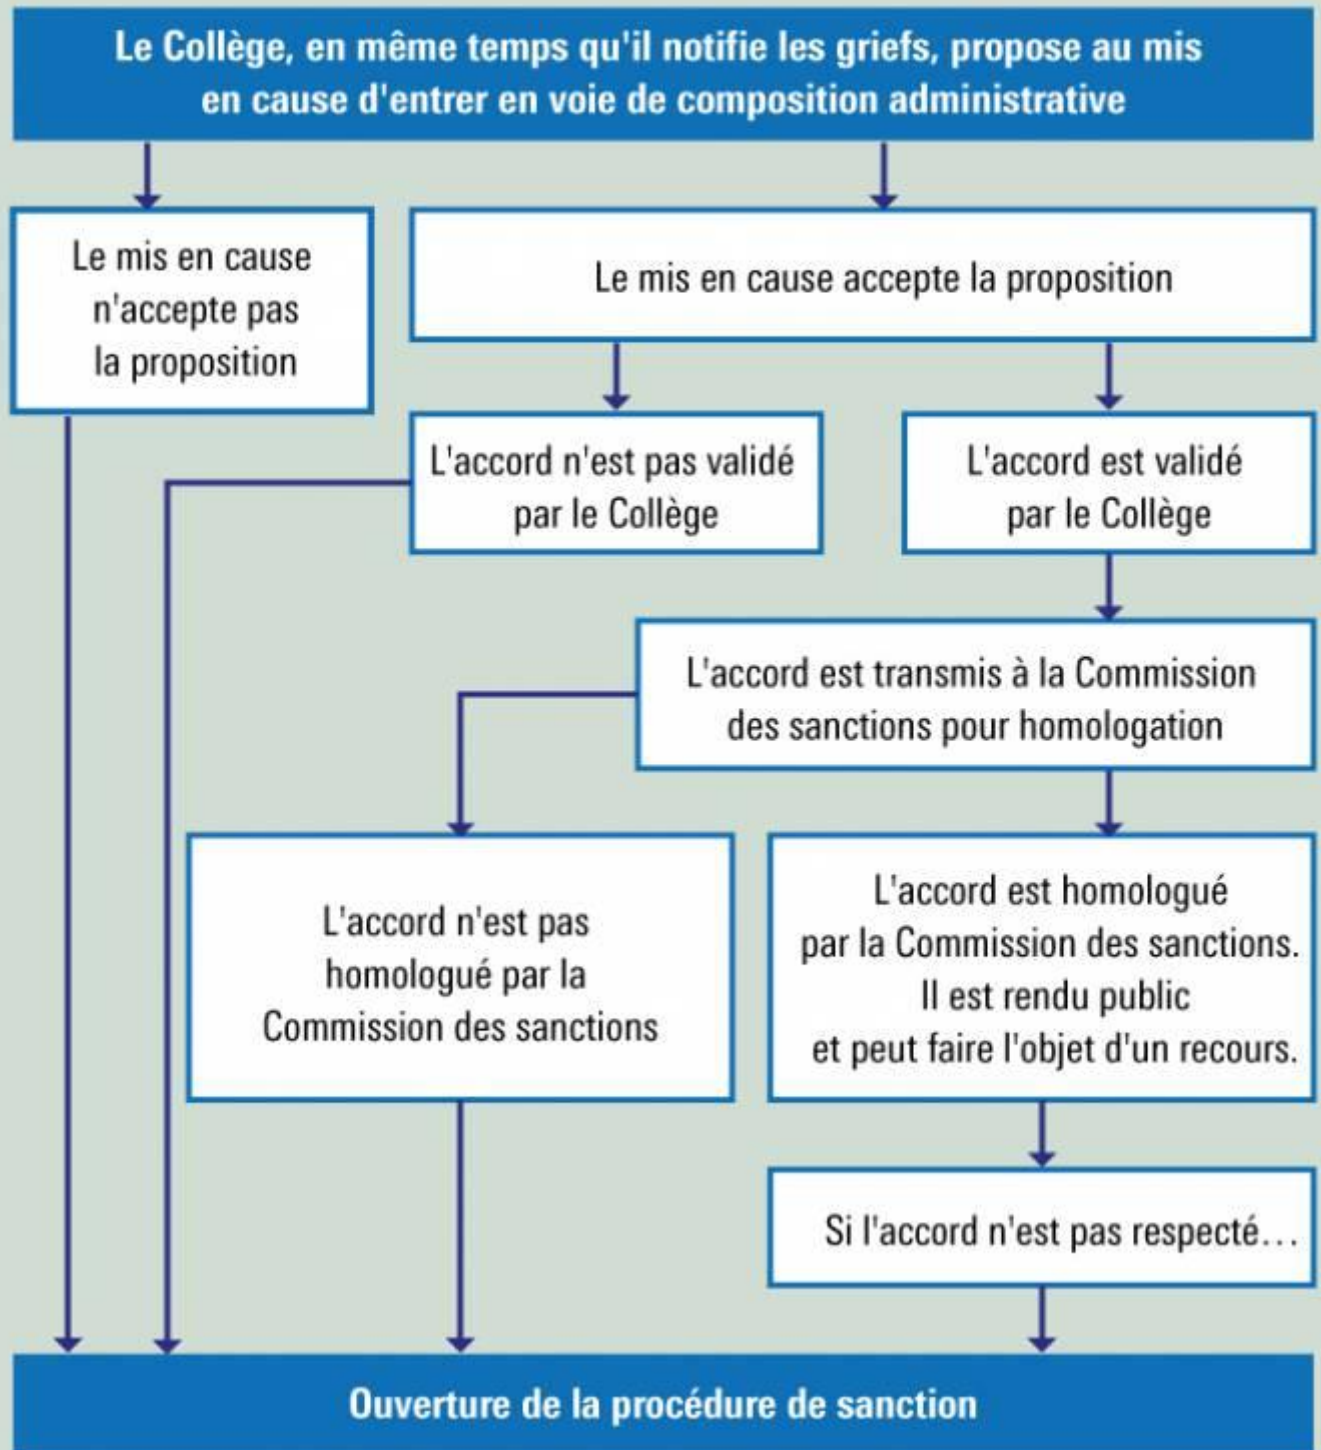 Le Collège, en même temps qu'il notifie les griefs, propose au mis
en cause d'entrer en voie de composition administrative
Le mis en cause
n'accepte pas
la proposition
Le mis en cause accepte la proposition
L'accord n'est pas validé
par le Collège
L'accord est validé
par le Collège
L'accord est transmis à la Commission
des sanctions pour homologation
L'accord n'est pas
homologué par la
Commission des sanctions
L'accord est homologué
par la Commission des sanctions.
Il est rendu public
et peut faire l'objet d'un recours.
Si l'accord n'est pas respecté…
Ouverture de la procédure de sanction